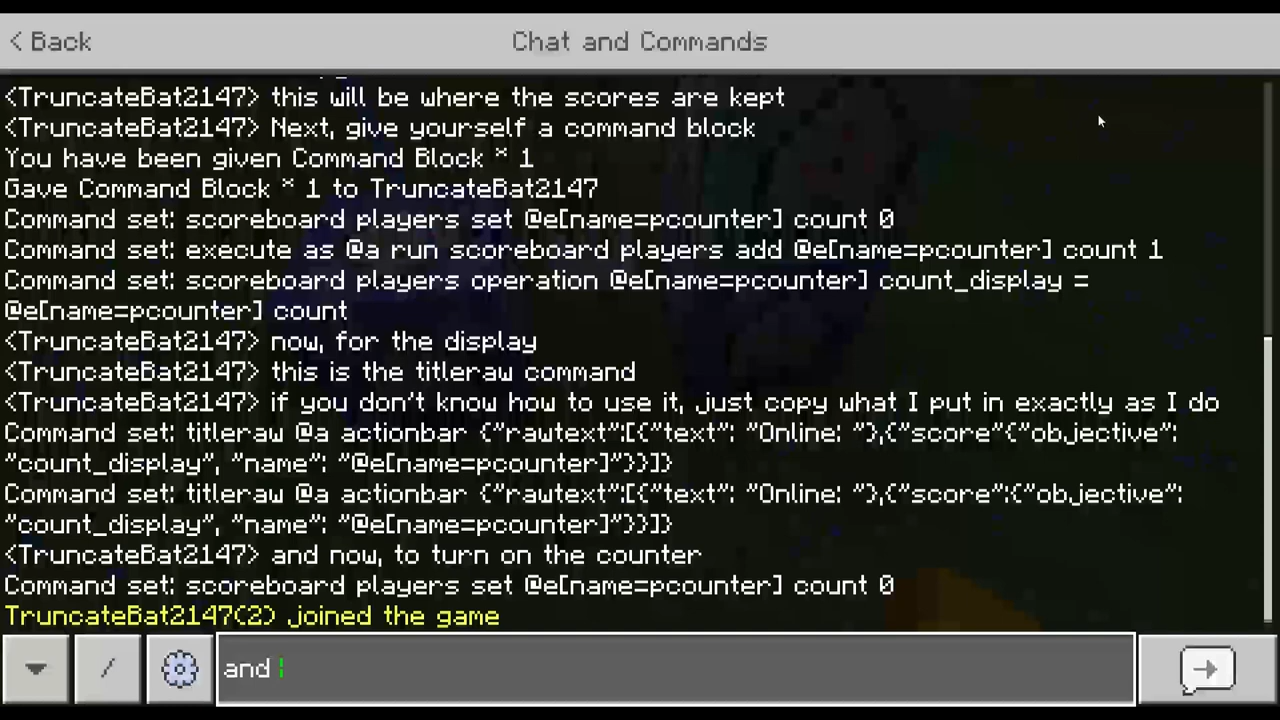 < Back
Chat and Commands
<TruncateBat2147> this will be where the scores are kept
<TruncateBat2147> Next, give yourself a command block
You have been given Command Block * 1
Gave Command Block * 1 to TruncateBat2147
Command set: scoreboard players set @e[name=pcounter] count 0
Command set: execute as @a run scoreboard players add @e[name=pcounter] count 1
Command set: scoreboard players operation @e[name=pcounter] count_display =
@e[name=pcounter] count
<TruncateBat2147> now, for the display
<TruncateBat2147> this is the titleraw command
<TruncateBat2147> if you don't know how to use it, just copy what I put in exactly as I do
Command set: titleraw @a actionbar {"rawtext":[{"text": "Online: "},{"score"{"objective":
"count_display", "name": "@e[name=pcounter]"}}]}
Command set: titleraw @a actionbar {"rawtext":[{"text": "Online: "},{"score":{"objective":
"count_display", "name": "@e[name=pcounter]"}}]}
<TruncateBat2147> and now, to turn on the counter
Command set: scoreboard players set @e[name=pcounter] count 0
TruncateBat2147(2) joined the game
/
and